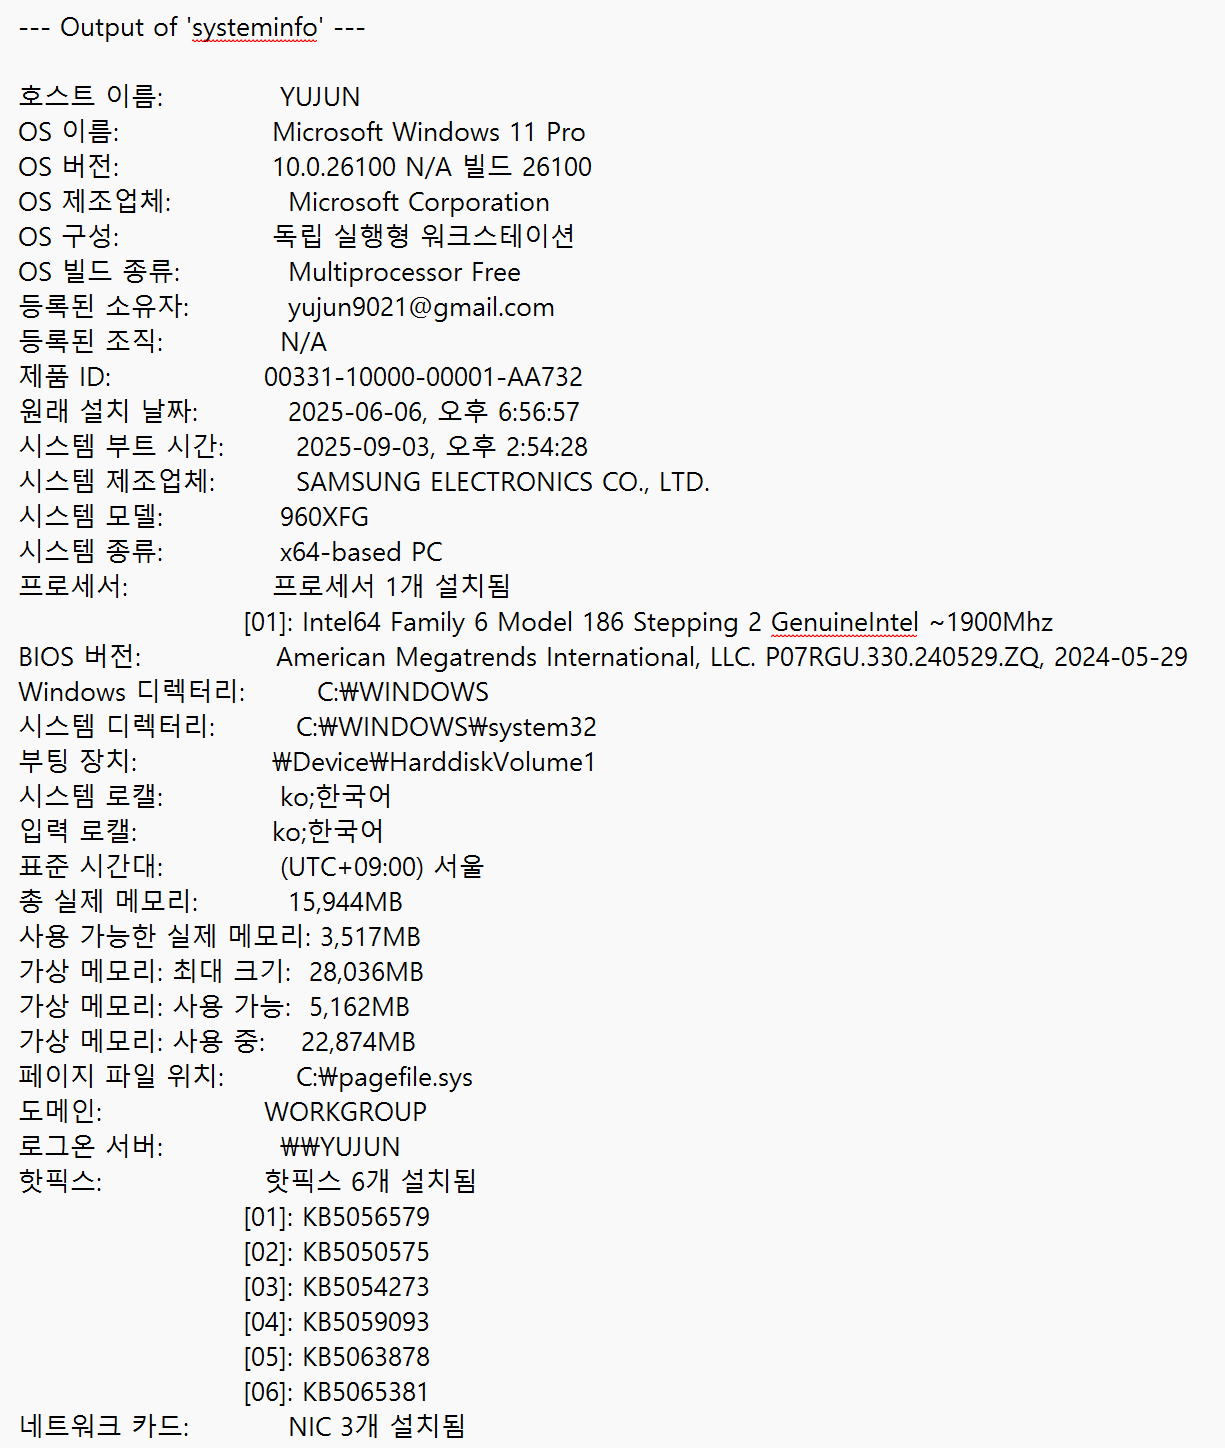 --- Output of 'systeminfo' ---
호스트 이름: YUJUN
OS 이름: Microsoft Windows 11 Pro
OS 버전: 10.0.26100 N/A 빌드 26100
OS 제조업체: Microsoft Corporation
OS 구성: 독립 실행형 워크스테이션
OS 빌드 종류: Multiprocessor Free
등록된 소유자: yujun9021@gmail.com
등록된 조직: N/A
제품 ID: 00331-10000-00001-AA732
원래 설치 날짜: 2025-06-06, 오후 6:56:57
시스템 부트 시간: 2025-09-03, 오후 2:54:28
시스템 제조업체: SAMSUNG ELECTRONICS CO., LTD.
시스템 모델: 960XFG
시스템 종류: x64-based PC
프로세서: 프로세서 1개 설치됨
[01]: Intel64 Family 6 Model 186 Stepping 2 GenuineIntel ~1900Mhz
BIOS 버전: American Megatrends International, LLC. P07RGU.330.240529.ZQ, 2024-05-29
Windows 디렉터리: C:₩WINDOWS
시스템 디렉터리: C:₩WINDOWS₩system32
부팅 장치: ₩Device₩HarddiskVolume1
시스템 로캘: ko;한국어
입력 로캘: ko;한국어
표준 시간대: (UTC+09:00) 서울
총 실제 메모리: 15,944MB
사용 가능한 실제 메모리: 3,517MB
가상 메모리: 최대 크기: 28,036MB
가상 메모리: 사용 가능: 5,162MB
가상 메모리: 사용 중: 22,874MB
페이지 파일 위치: C:₩pagefile.sys
도메인: WORKGROUP
로그온 서버: ₩₩YUJUN
핫픽스: 핫픽스 6개 설치됨
[01]: KB5056579
[02]: KB5050575
[03]: KB5054273
[04]: KB5059093
[05]: KB5063878
[06]: KB5065381
네트워크 카드: NIC 3개 설치됨